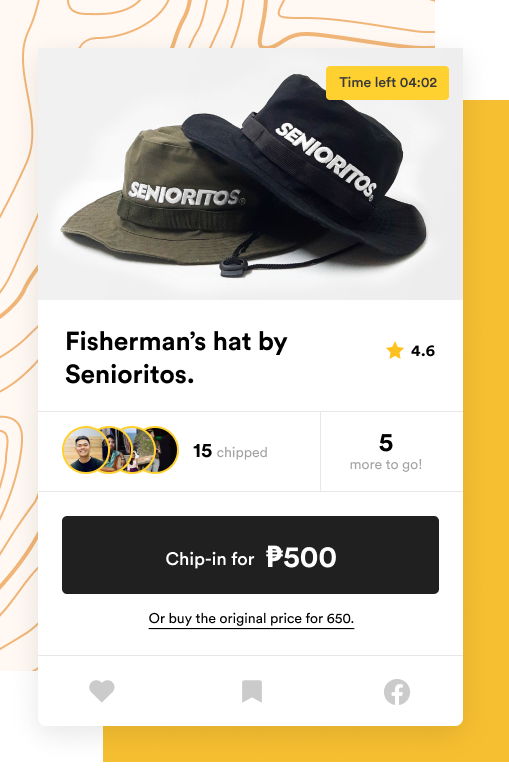 Time left 04:02
SENIORITOS®
SENIORITOS
Fisherman’s hat by
Senioritos.
4.6
15 chipped
5
more to go!
Chip-in for ₱500
Or buy the original price for 650.